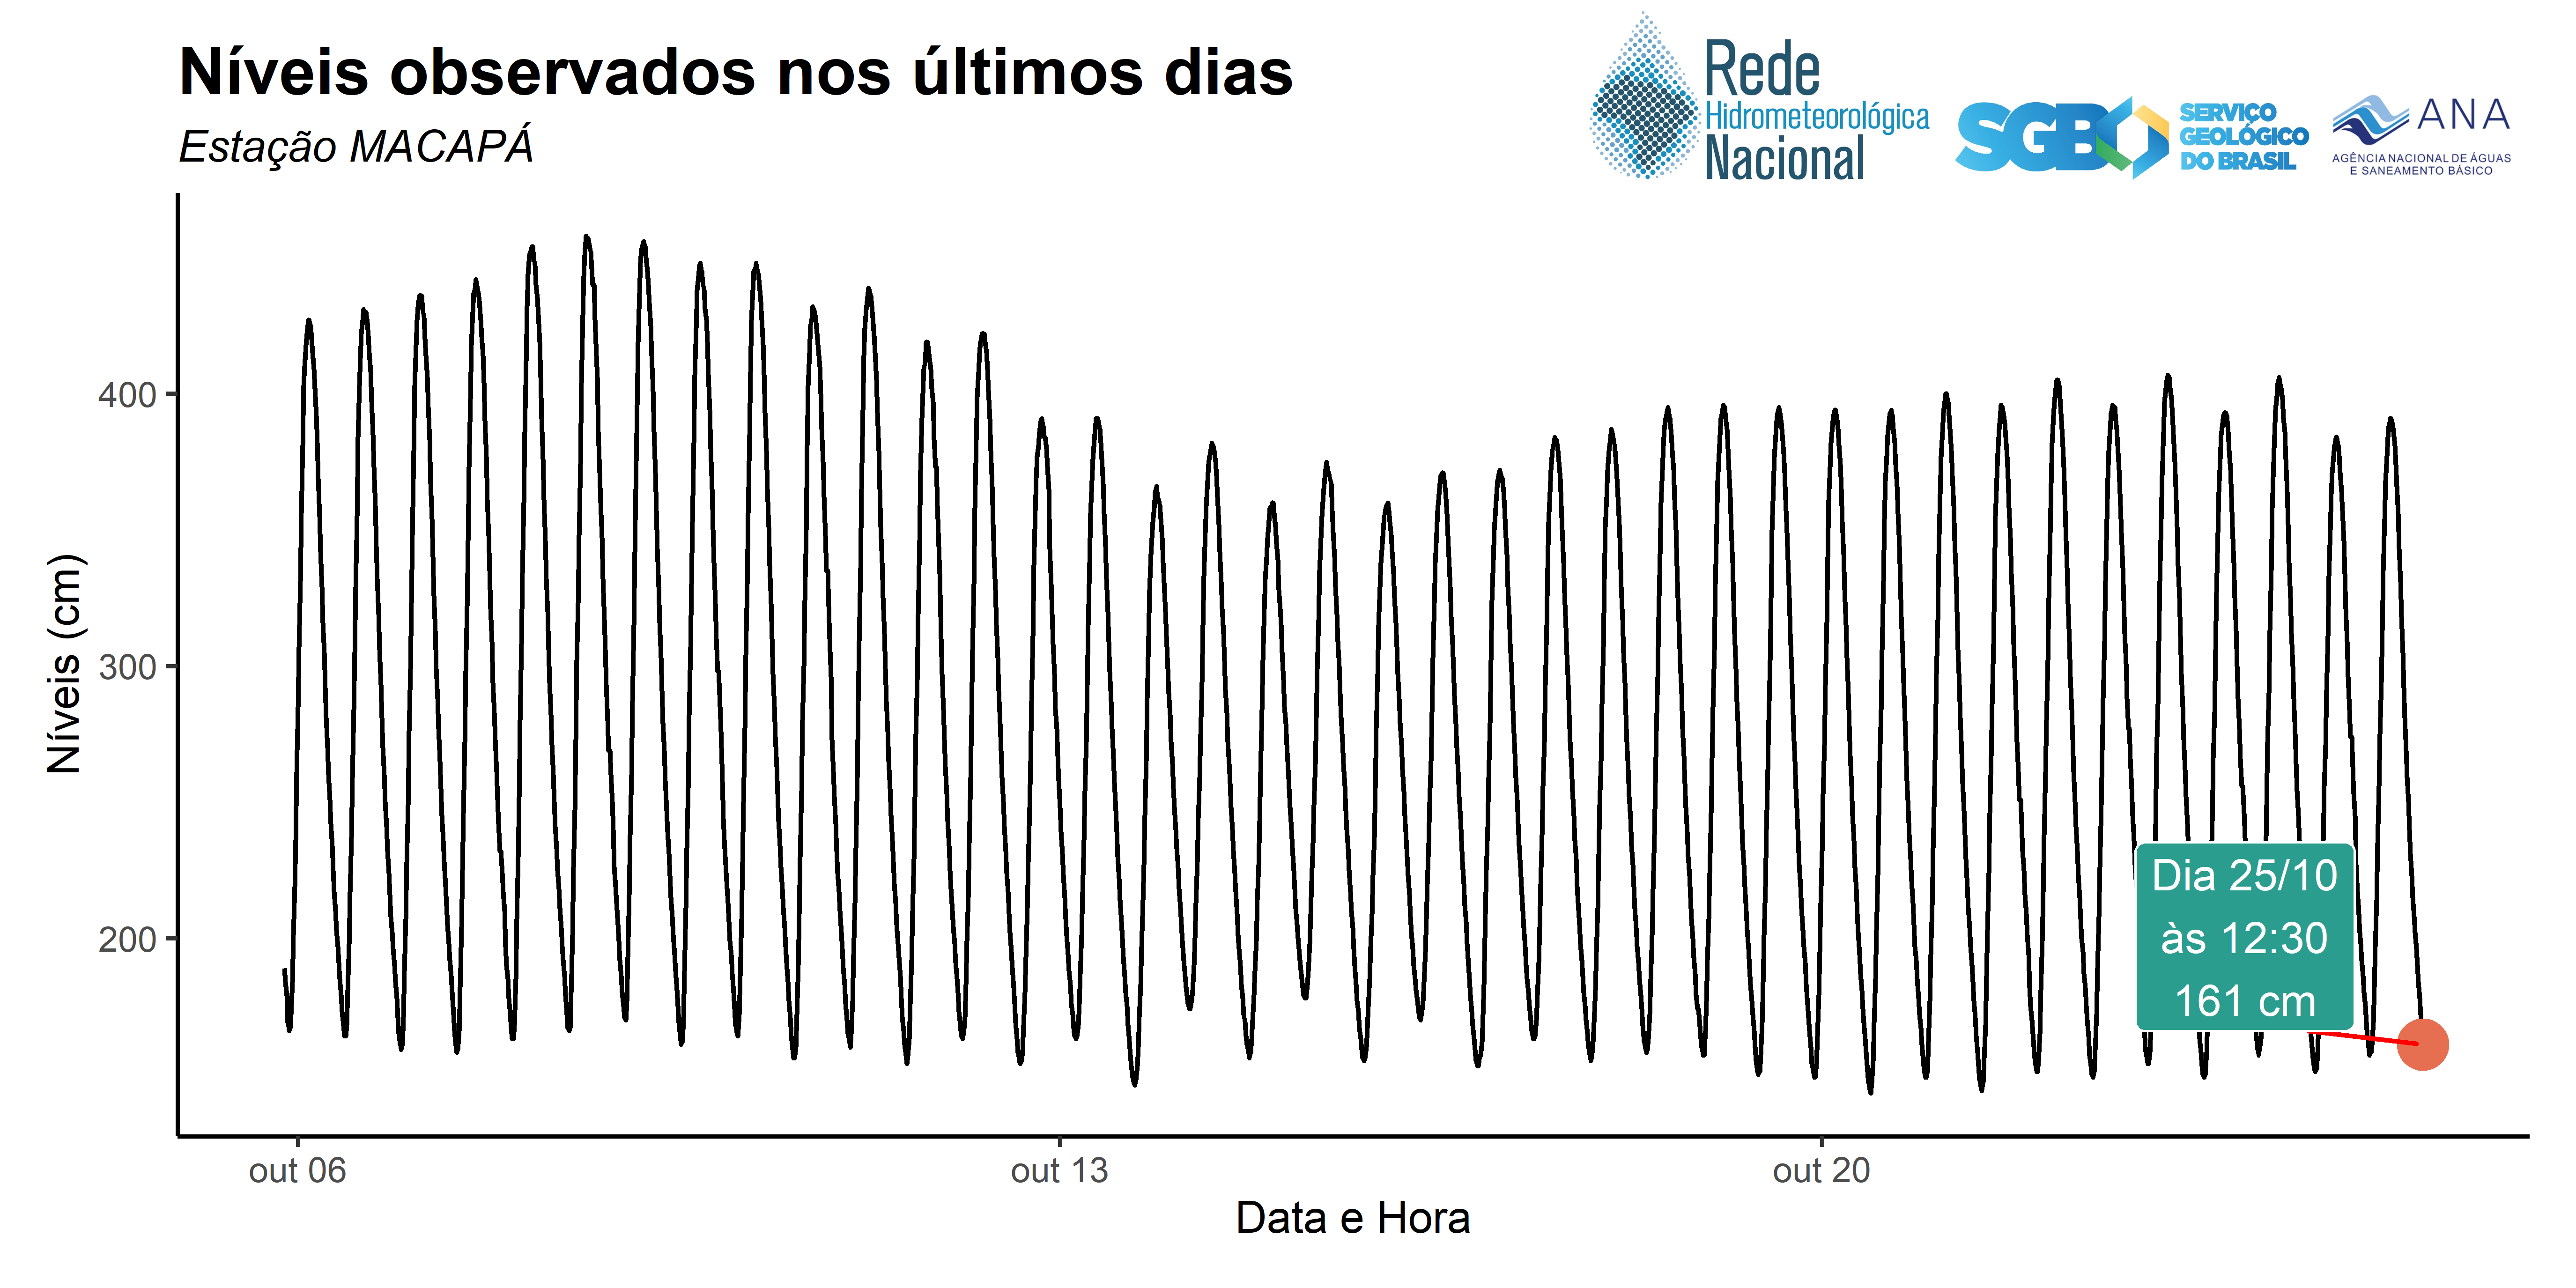 Níveis observados nos últimos dias
Estação MACAPÁ
Rede
Hidrometeorológica
Nacional
SGB
SERVIÇO
GEOLÓGICO
DO BRASIL
ANA
AGÊNCIA NACIONAL DE ÁGUAS
E SANEAMENTO BÁSICO
Níveis (cm)
400
300
200
Dia 25/10
às 12:30
161 cm
out 06
out 13
out 20
Data e Hora